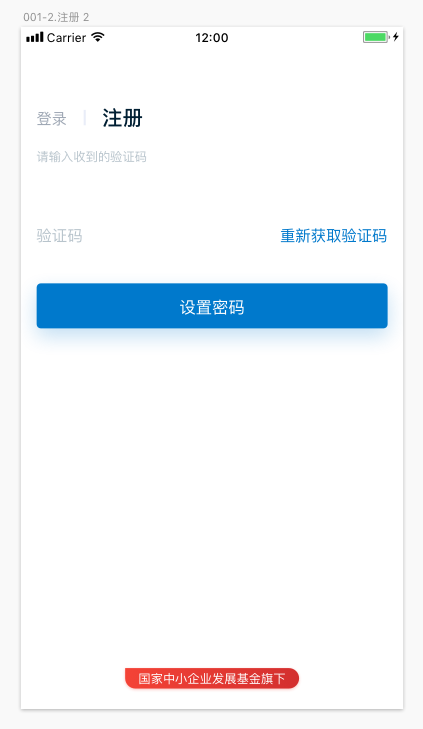 001-2.注册 2
Carrier 12:00
登录 | 注册
请输入收到的验证码
验证码 重新获取验证码
设置密码
国家中小企业发展基金旗下